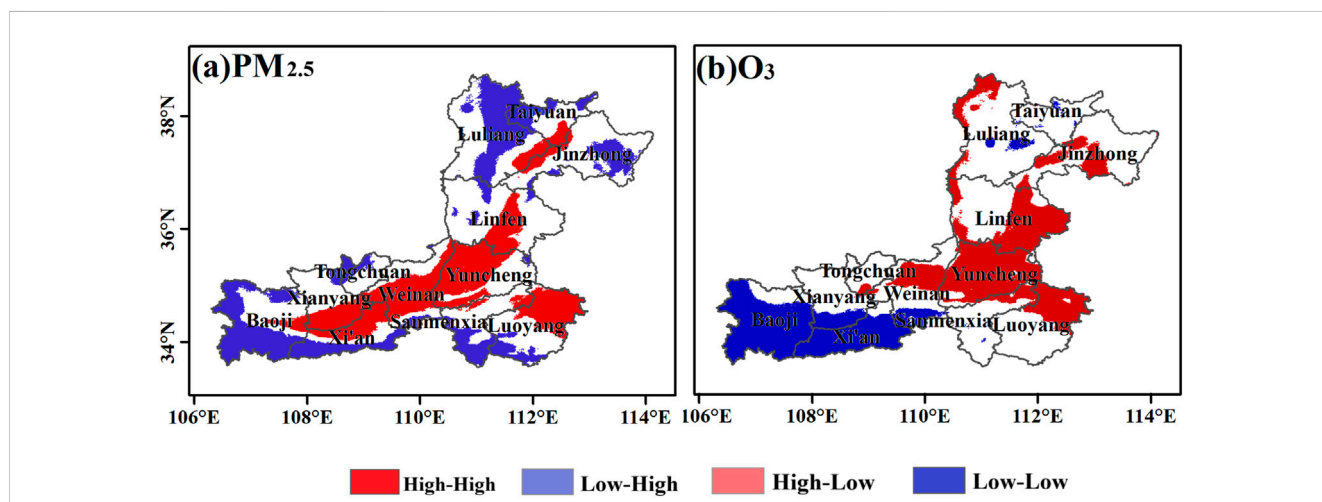 (a)PM2.5
(b)O3
38°N
36°N
34°N
Taiyuan
Luliang
Jinzhong
Linfen
Tongchuan
Yuncheng
Xianyang
Weinan
Baoji
Sanmenxia
Luoyang
Xi'an
106°E 108°E 110°E 112°E 114°E
Taiyuan
Luliang
Jinzhong
Linfen
Tongchuan
Yuncheng
Xianyang
Weinan
Baoji
Sanmenxia
Luoyang
Xi'an
106°E 108°E 110°E 112°E 114°E
High-High Low-High High-Low Low-Low